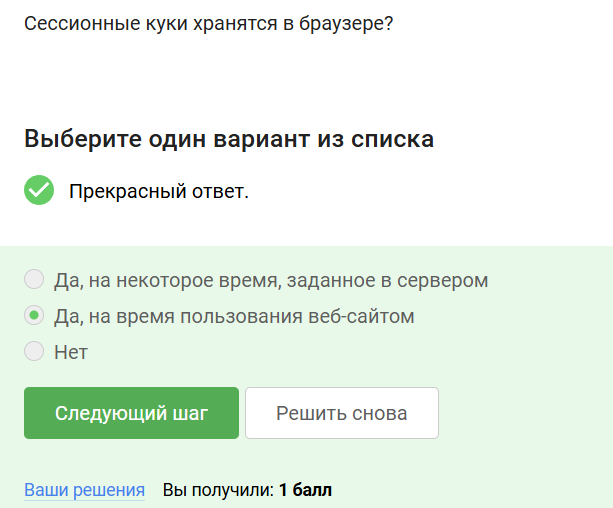 Сессионные куки хранятся в браузере?
Выберите один вариант из списка
Прекрасный ответ.
Да, на некоторое время, заданное в сервером
Да, на время пользования веб-сайтом
Нет
Следующий шаг Решить снова
Ваши решения Вы получили: 1 балл